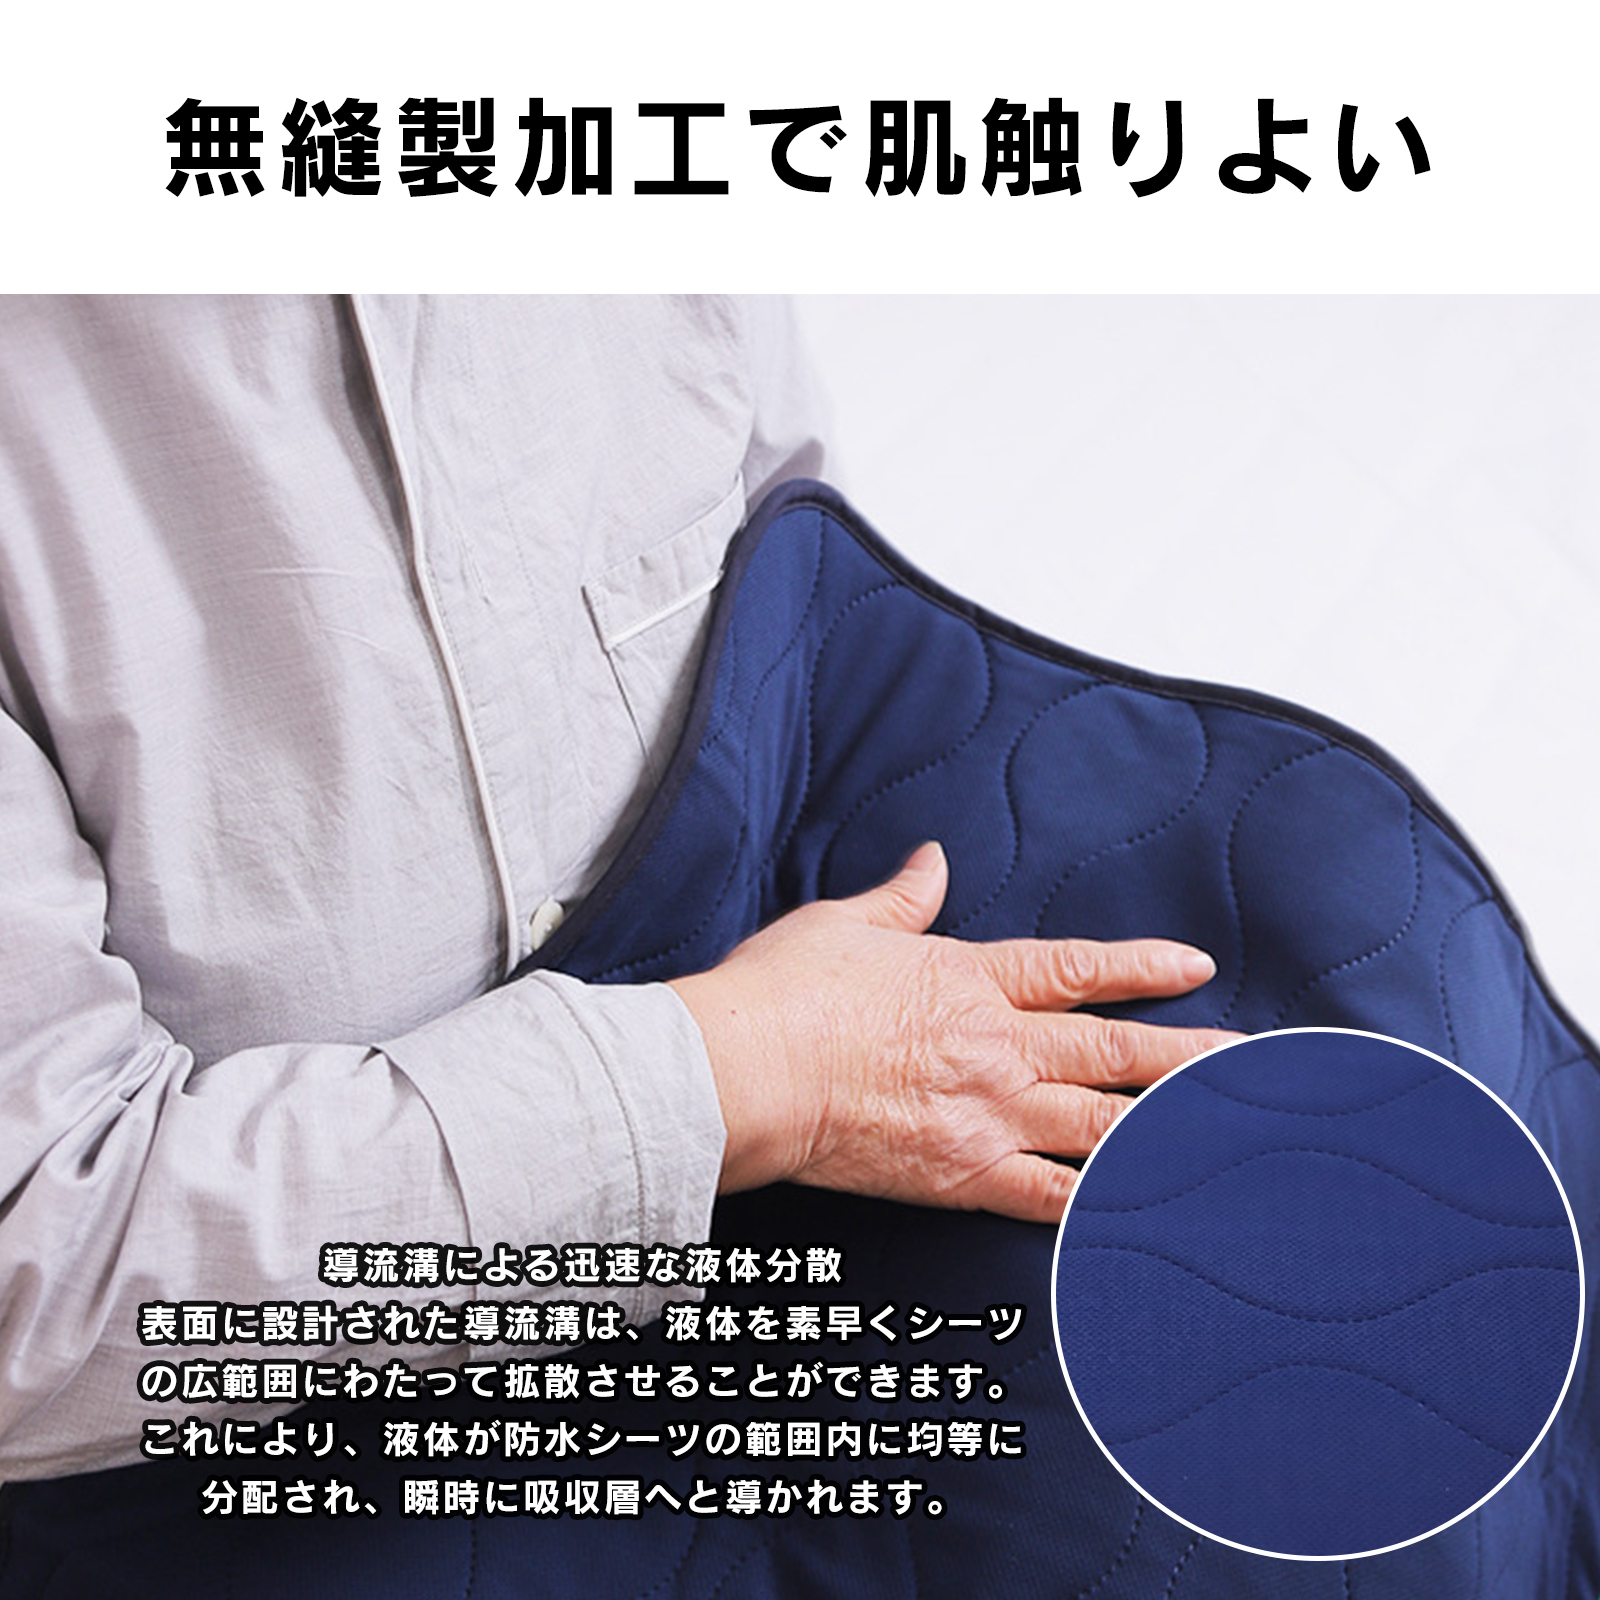 無縫製加工で肌触りよい
導流溝による迅速な液体分散
表面に設計された導流溝は、液体を素早くシーツ
の広範囲にわたって拡散させることができます。
これにより、液体が防水シーツの範囲内に均等に
分配され、瞬時に吸収層へと導かれます。